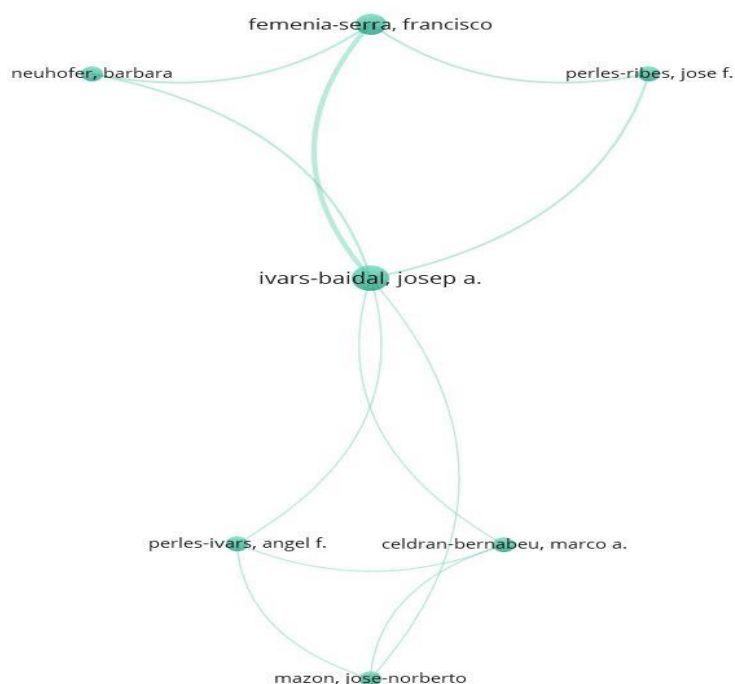 femenia-serra, francisco
neuhofer, barbara
perles-ribes, jose f.
ivars-baidal, josep a.
perles-ivars, angel f.
celdran-bernabeu, marco a.
mazon, jose-norberto